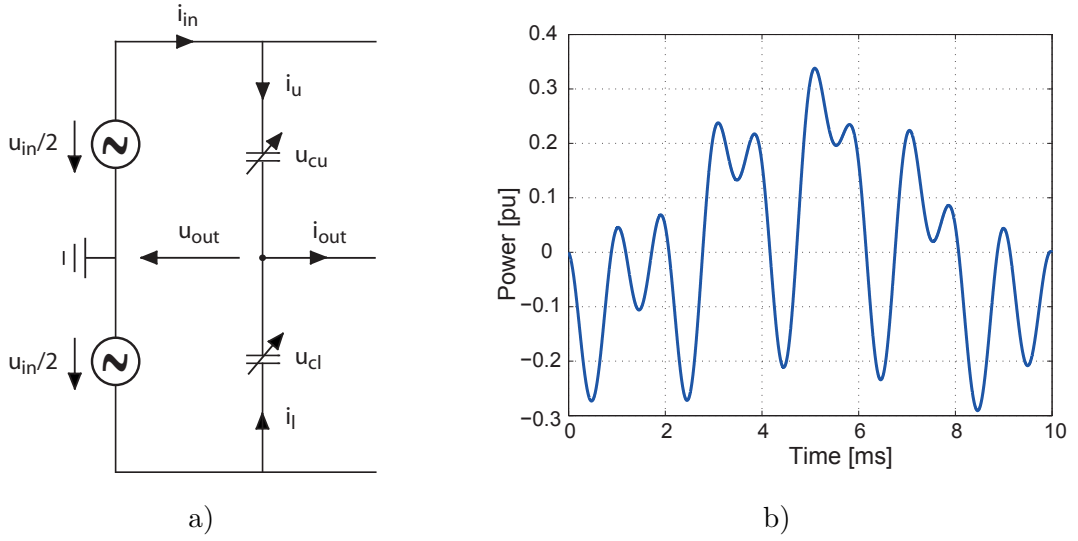 i_in
i_u
u_in/2
u_cu
u_out
i_out
u_in/2
u_cl
i_l
a)
0.4
0.3
0.2
0.1
0
−0.1
−0.2
−0.3
Power [pu]
0 2 4 6 8 10
Time [ms]
b)